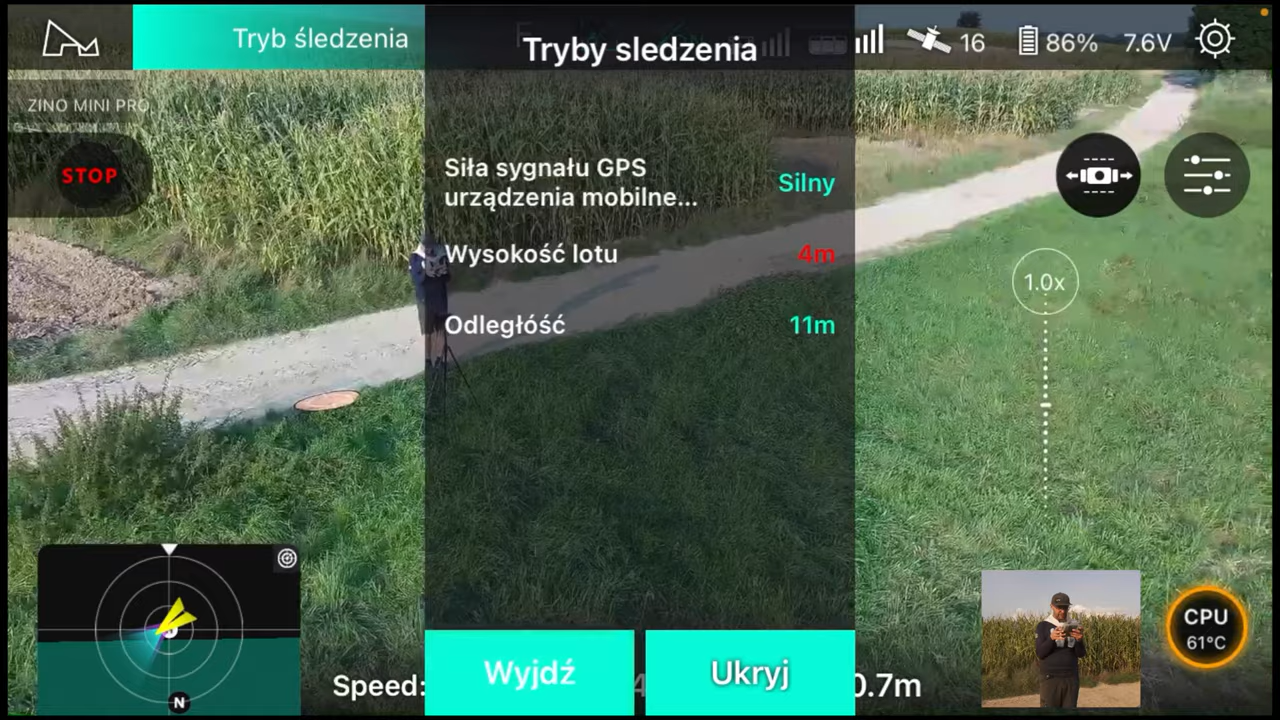 Tryb śledzenia
Tryby sledzenia
16
86%
7.6V
ZINO MINI PRO
STOP
Siła sygnału GPS
urządzenia mobilne...
Silny
Wysokość lotu
4m
Odległóść
11m
1.0x
N
Speed:
Wyjdź
Ukryj
0.7m
CPU
61°C